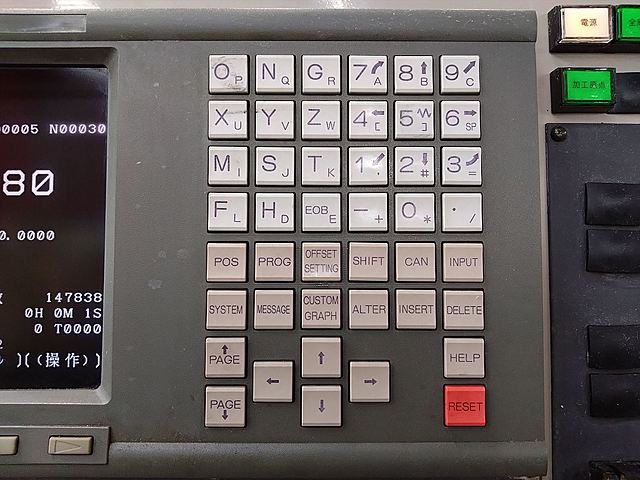 電源
加工原点
O P N Q G R 7 A 8 B 9 C
0005 N00030
X U Y V Z W 4 [ 5 ] 6 SP
80
M I S J T K 1 , 2 # 3 =
F L H D EOB E - + 0 * . /
0.0000
POS PROG OFFSET SETTING SHIFT CAN INPUT
147838
SYSTEM MESSAGE CUSTOM GRAPH ALTER INSERT DELETE
0H 0M 1S
0 T0000
PAGE HELP
)[(操作)]
PAGE RESET